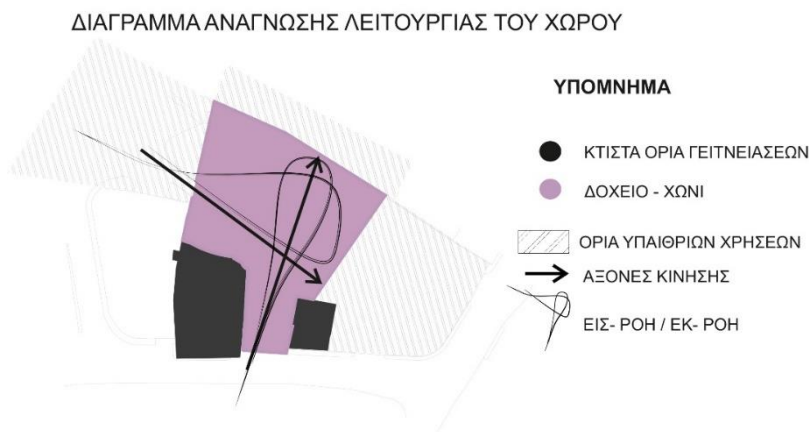 ΔΙΑΓΡΑΜΜΑ ΑΝΑΓΝΩΣΗΣ ΛΕΙΤΟΥΡΓΙΑΣ ΤΟΥ ΧΩΡΟΥ
ΥΠΟΜΝΗΜΑ
ΚΤΙΣΤΑ ΟΡΙΑ ΓΕΙΤΝΕΙΑΣΕΩΝ
ΔΟΧΕΙΟ - ΧΩΝΙ
ΟΡΙΑ ΥΠΑΙΘΡΙΩΝ ΧΡΗΣΕΩΝ
ΑΞΟΝΕΣ ΚΙΝΗΣΗΣ
ΕΙΣ- ΡΟΗ / ΕΚ- ΡΟΗ